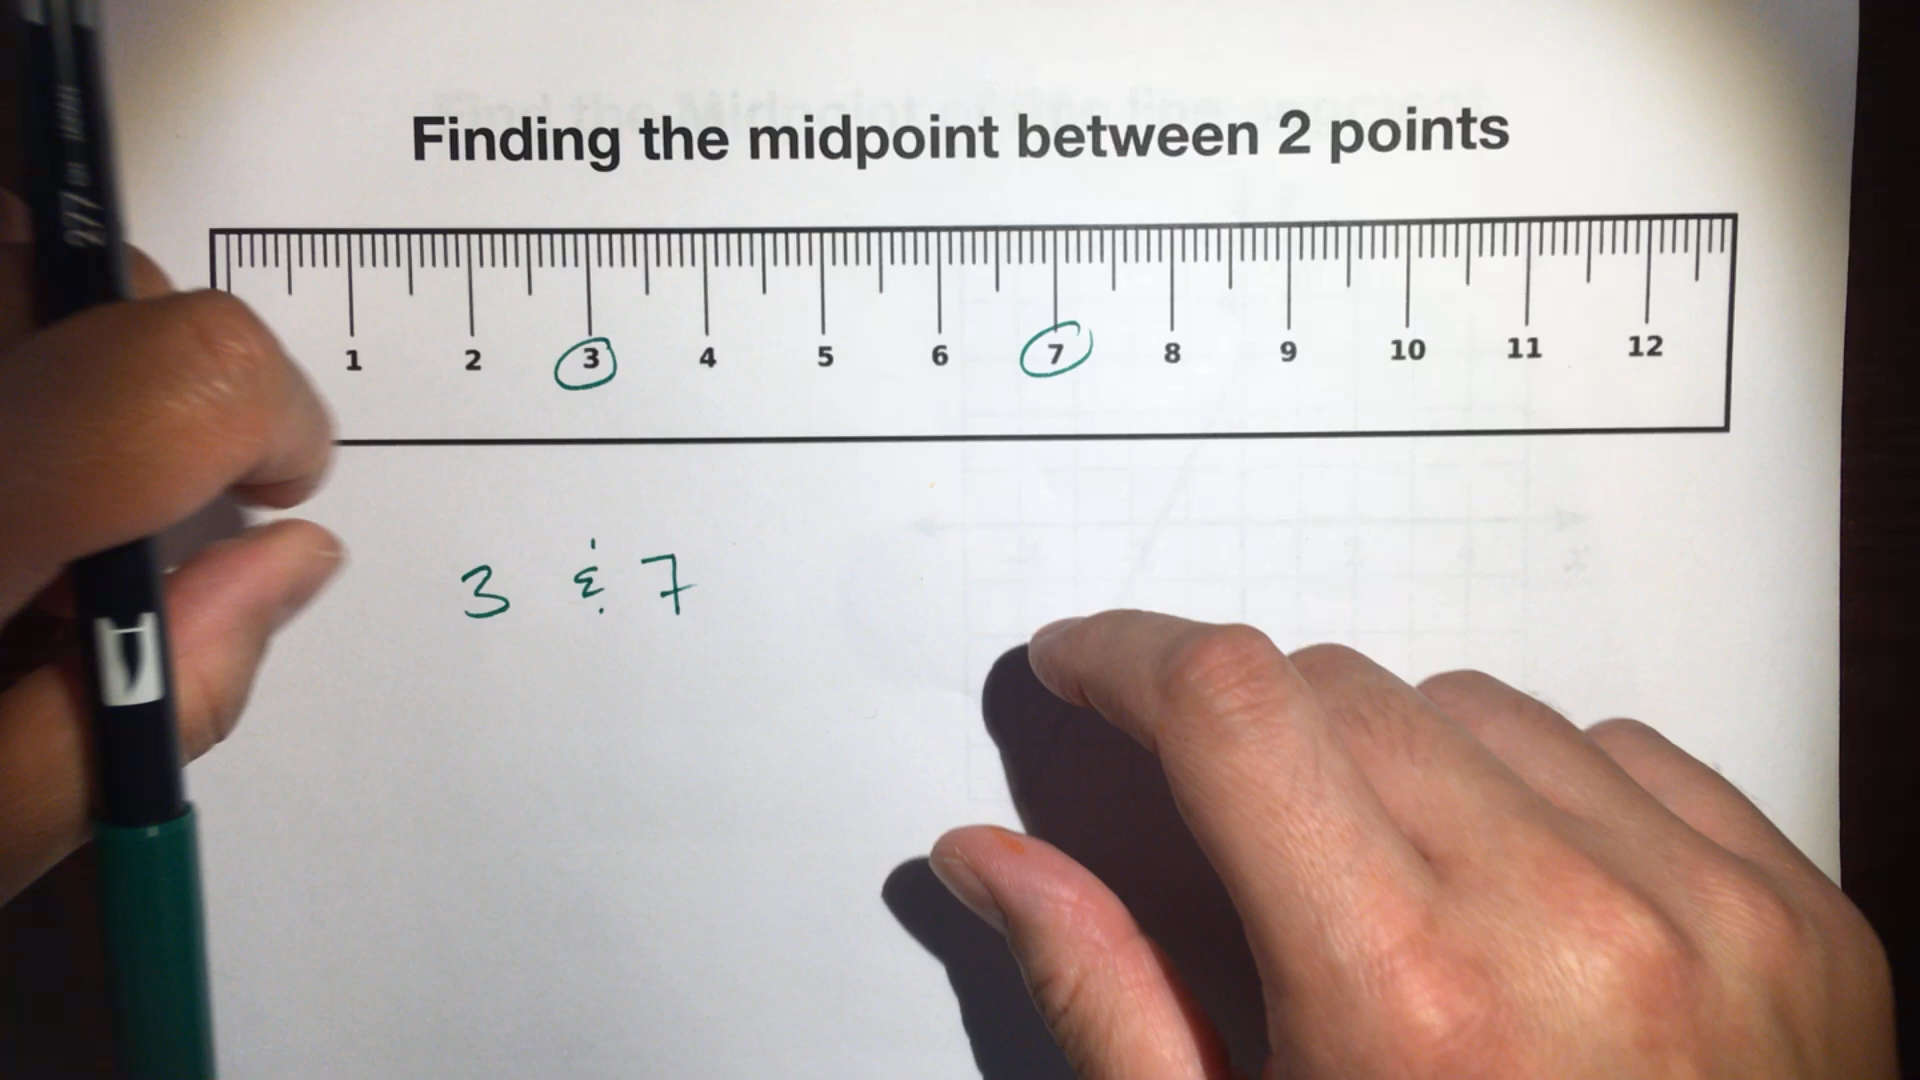 Finding the midpoint between 2 points
1 2 3 4 5 6 7 8 9 10 11 12
3 & 7